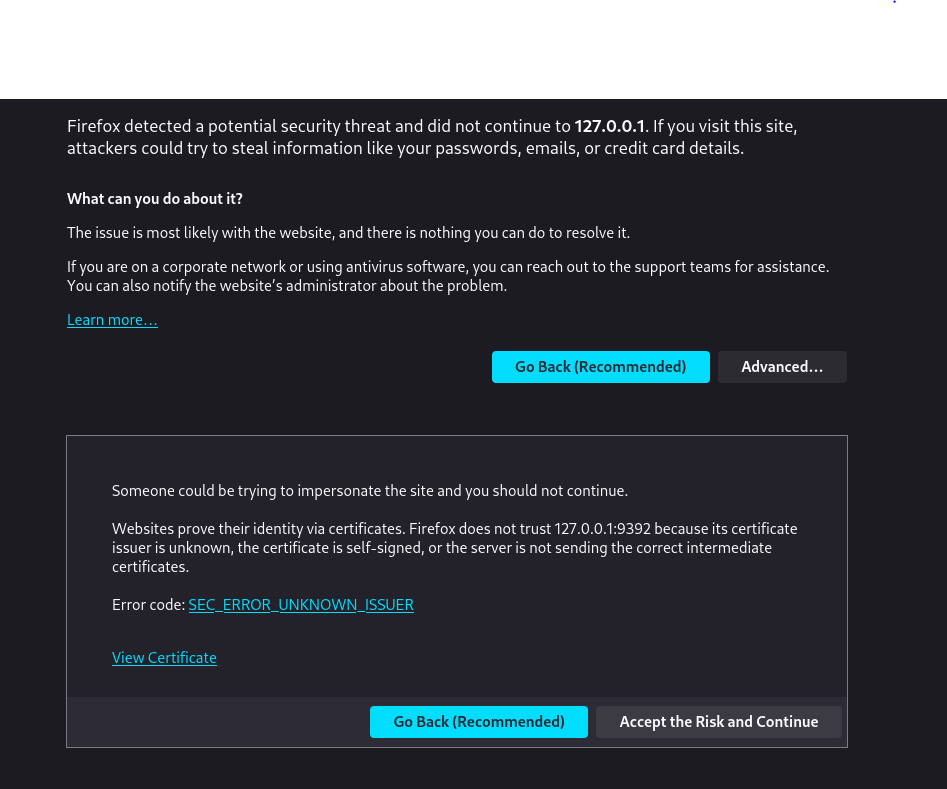 Firefox detected a potential security threat and did not continue to 127.0.0.1. If you visit this site,
attackers could try to steal information like your passwords, emails, or credit card details.
What can you do about it?
The issue is most likely with the website, and there is nothing you can do to resolve it.
If you are on a corporate network or using antivirus software, you can reach out to the support teams for assistance.
You can also notify the website’s administrator about the problem.
Learn more…
Go Back (Recommended)
Advanced…
Someone could be trying to impersonate the site and you should not continue.
Websites prove their identity via certificates. Firefox does not trust 127.0.0.1:9392 because its certificate
issuer is unknown, the certificate is self-signed, or the server is not sending the correct intermediate
certificates.
Error code: SEC_ERROR_UNKNOWN_ISSUER
View Certificate
Go Back (Recommended)
Accept the Risk and Continue